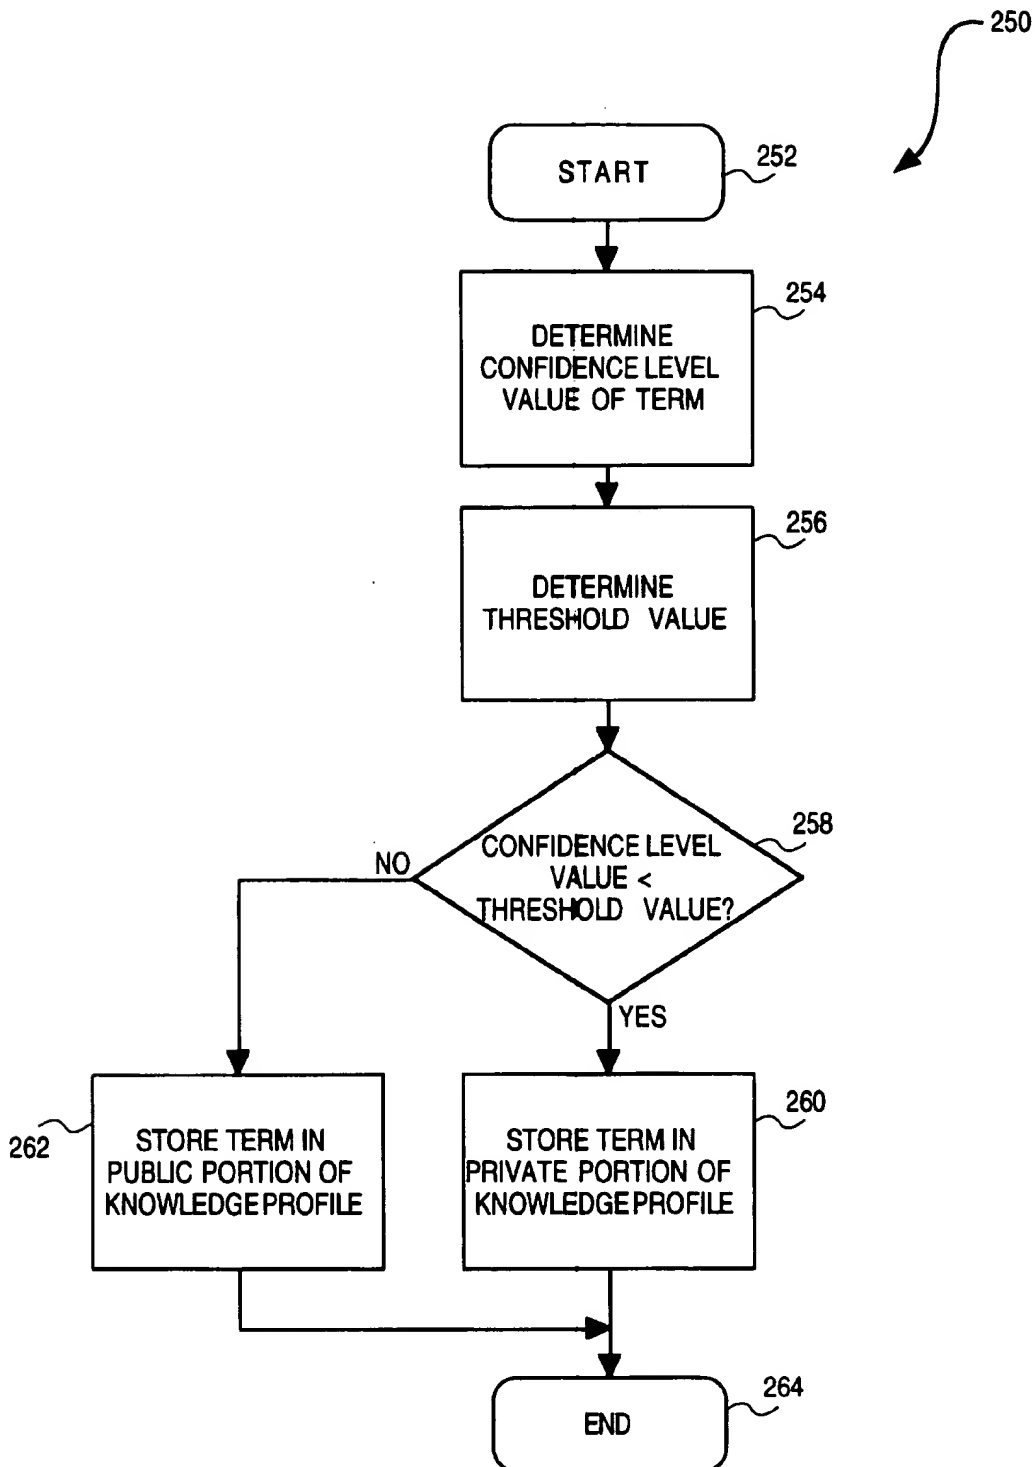 250
START
252
254
DETERMINE
CONFIDENCE LEVEL
VALUE OF TERM
256
DETERMINE
THRESHOLD VALUE
258
CONFIDENCE LEVEL
VALUE <
THRESHOLD VALUE?
NO
YES
262
STORE TERM IN
PUBLIC PORTION OF
KNOWLEDGE PROFILE
260
STORE TERM IN
PRIVATE PORTION OF
KNOWLEDGE PROFILE
264
END